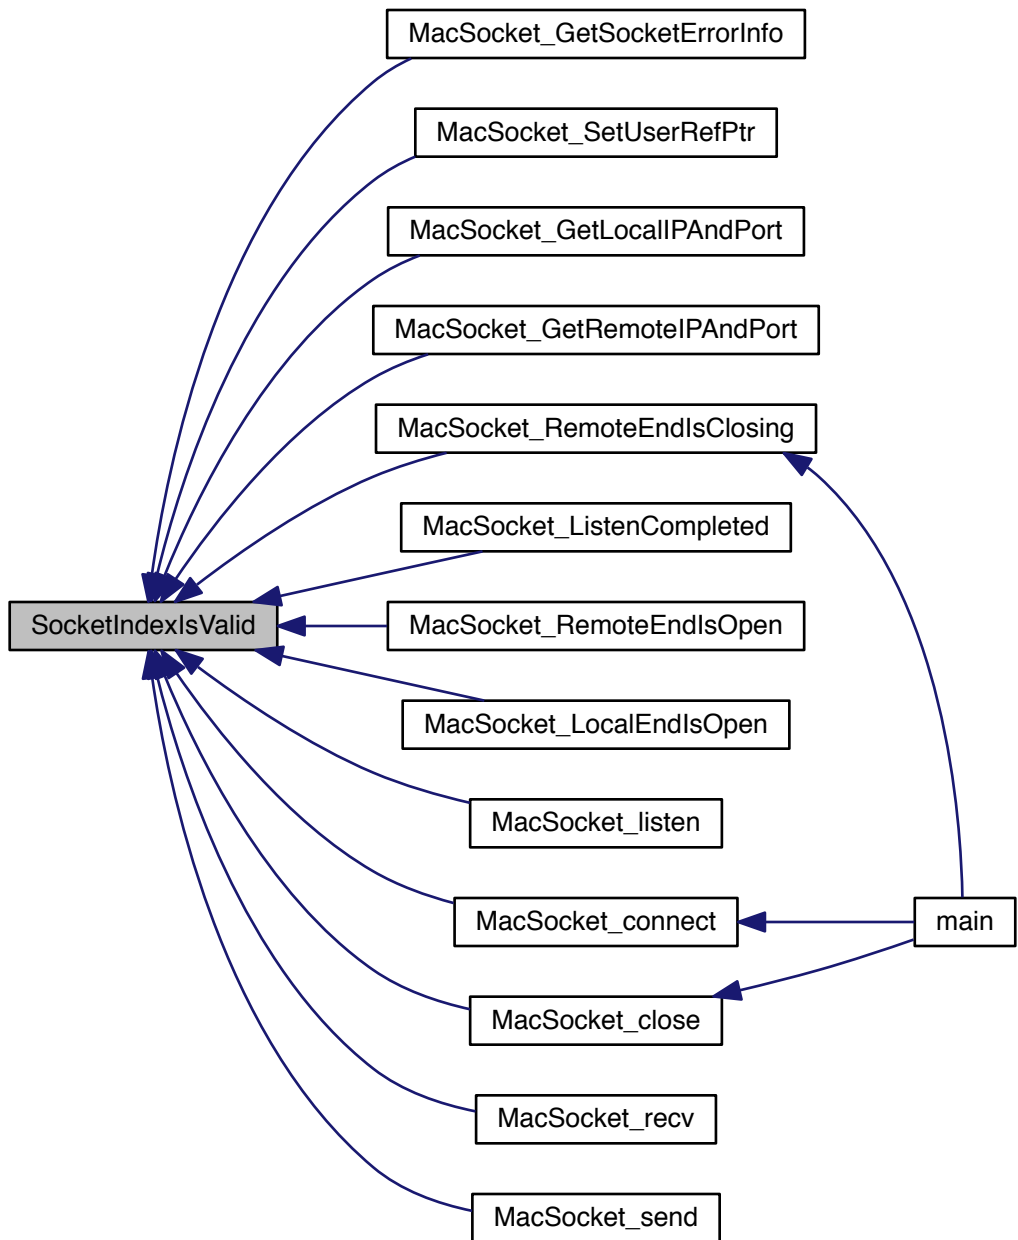 MacSocket_GetSocketErrorInfo
MacSocket_SetUserRefPtr
MacSocket_GetLocalIPAndPort
MacSocket_GetRemoteIPAndPort
MacSocket_RemoteEndIsClosing
MacSocket_ListenCompleted
SocketIndexIsValid
MacSocket_RemoteEndIsOpen
MacSocket_LocalEndIsOpen
MacSocket_listen
MacSocket_connect
main
MacSocket_close
MacSocket_recv
MacSocket_send